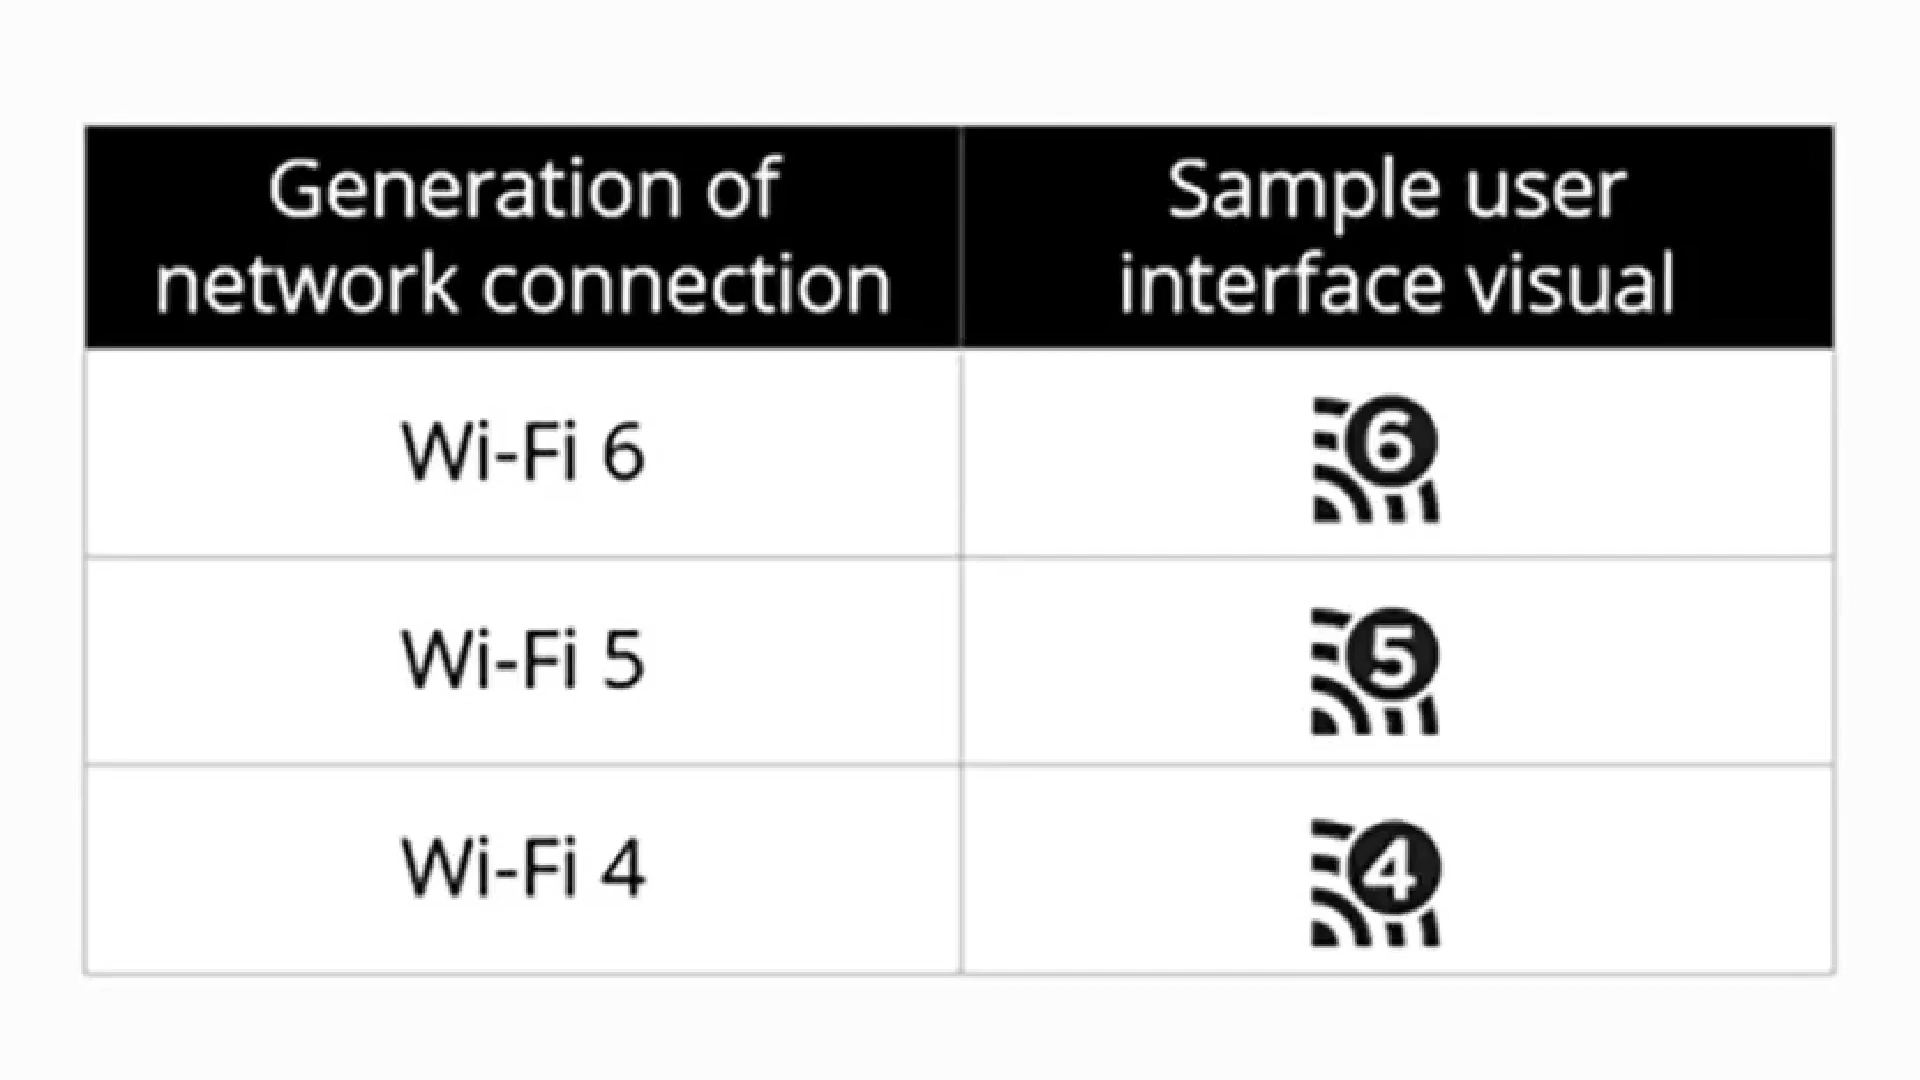 Generation of
network connection
Sample user
interface visual
Wi-Fi 6
6
Wi-Fi 5
5
Wi-Fi 4
4